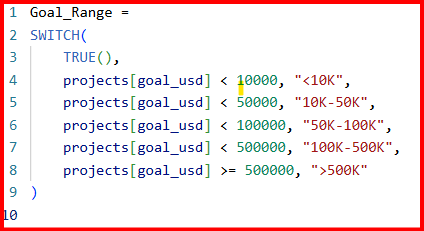 1 Goal_Range =
2 SWITCH(
3 TRUE(),
4 projects[goal_usd] < 10000, "<10K",
5 projects[goal_usd] < 50000, "10K-50K",
6 projects[goal_usd] < 100000, "50K-100K",
7 projects[goal_usd] < 500000, "100K-500K",
8 projects[goal_usd] >= 500000, ">500K"
9 )
10